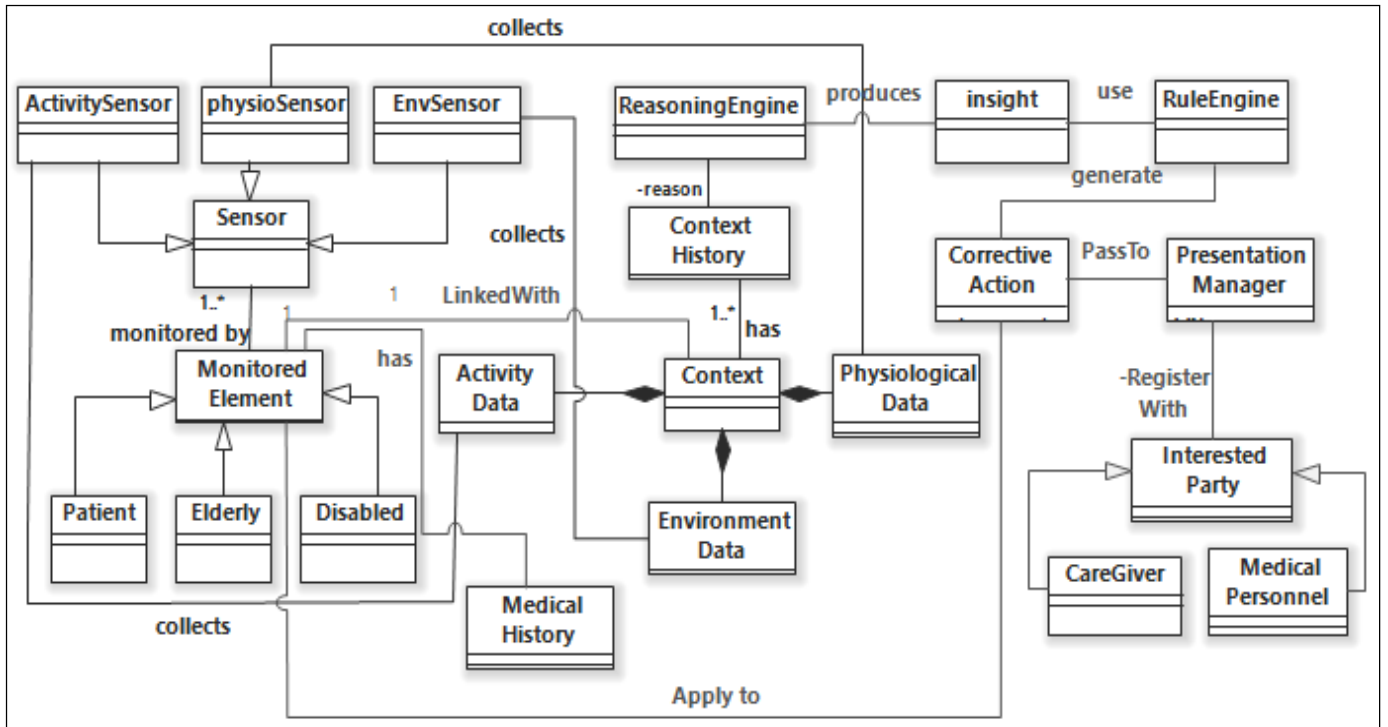 collects
ActivitySensor
physioSensor
EnvSensor
ReasoningEngine
produces
insight
use
RuleEngine
generate
-reason
Sensor
Context
History
collects
Corrective
Action
PassTo
Presentation
Manager
1..*
1
1
LinkedWith
1..*
has
monitored by
Monitored
Element
has
Activity
Data
Context
Physiological
Data
-Register
With
Interested
Party
Patient
Elderly
Disabled
Environment
Data
CareGiver
Medical
Personnel
Medical
History
collects
Apply to